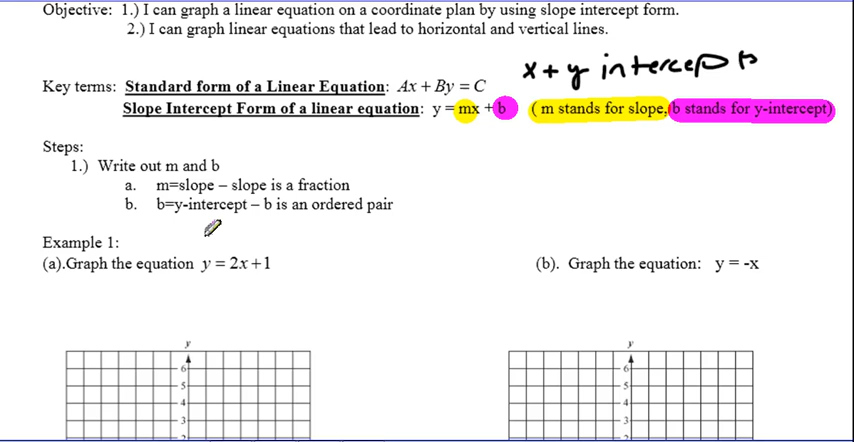 Objective: 1.) I can graph a linear equation on a coordinate plan by using slope intercept form.
2.) I can graph linear equations that lead to horizontal and vertical lines.
x + y intercepts
Key terms: Standard form of a Linear Equation: Ax + By = C
Slope Intercept Form of a linear equation: y = mx + b (m stands for slope, b stands for y-intercept)
Steps:
1.) Write out m and b
a. m=slope – slope is a fraction
b. b=y-intercept – b is an ordered pair
Example 1:
(a).Graph the equation y = 2x+1 (b). Graph the equation: y = -x
y y
6 6
5 5
4 4
3 3
2 2